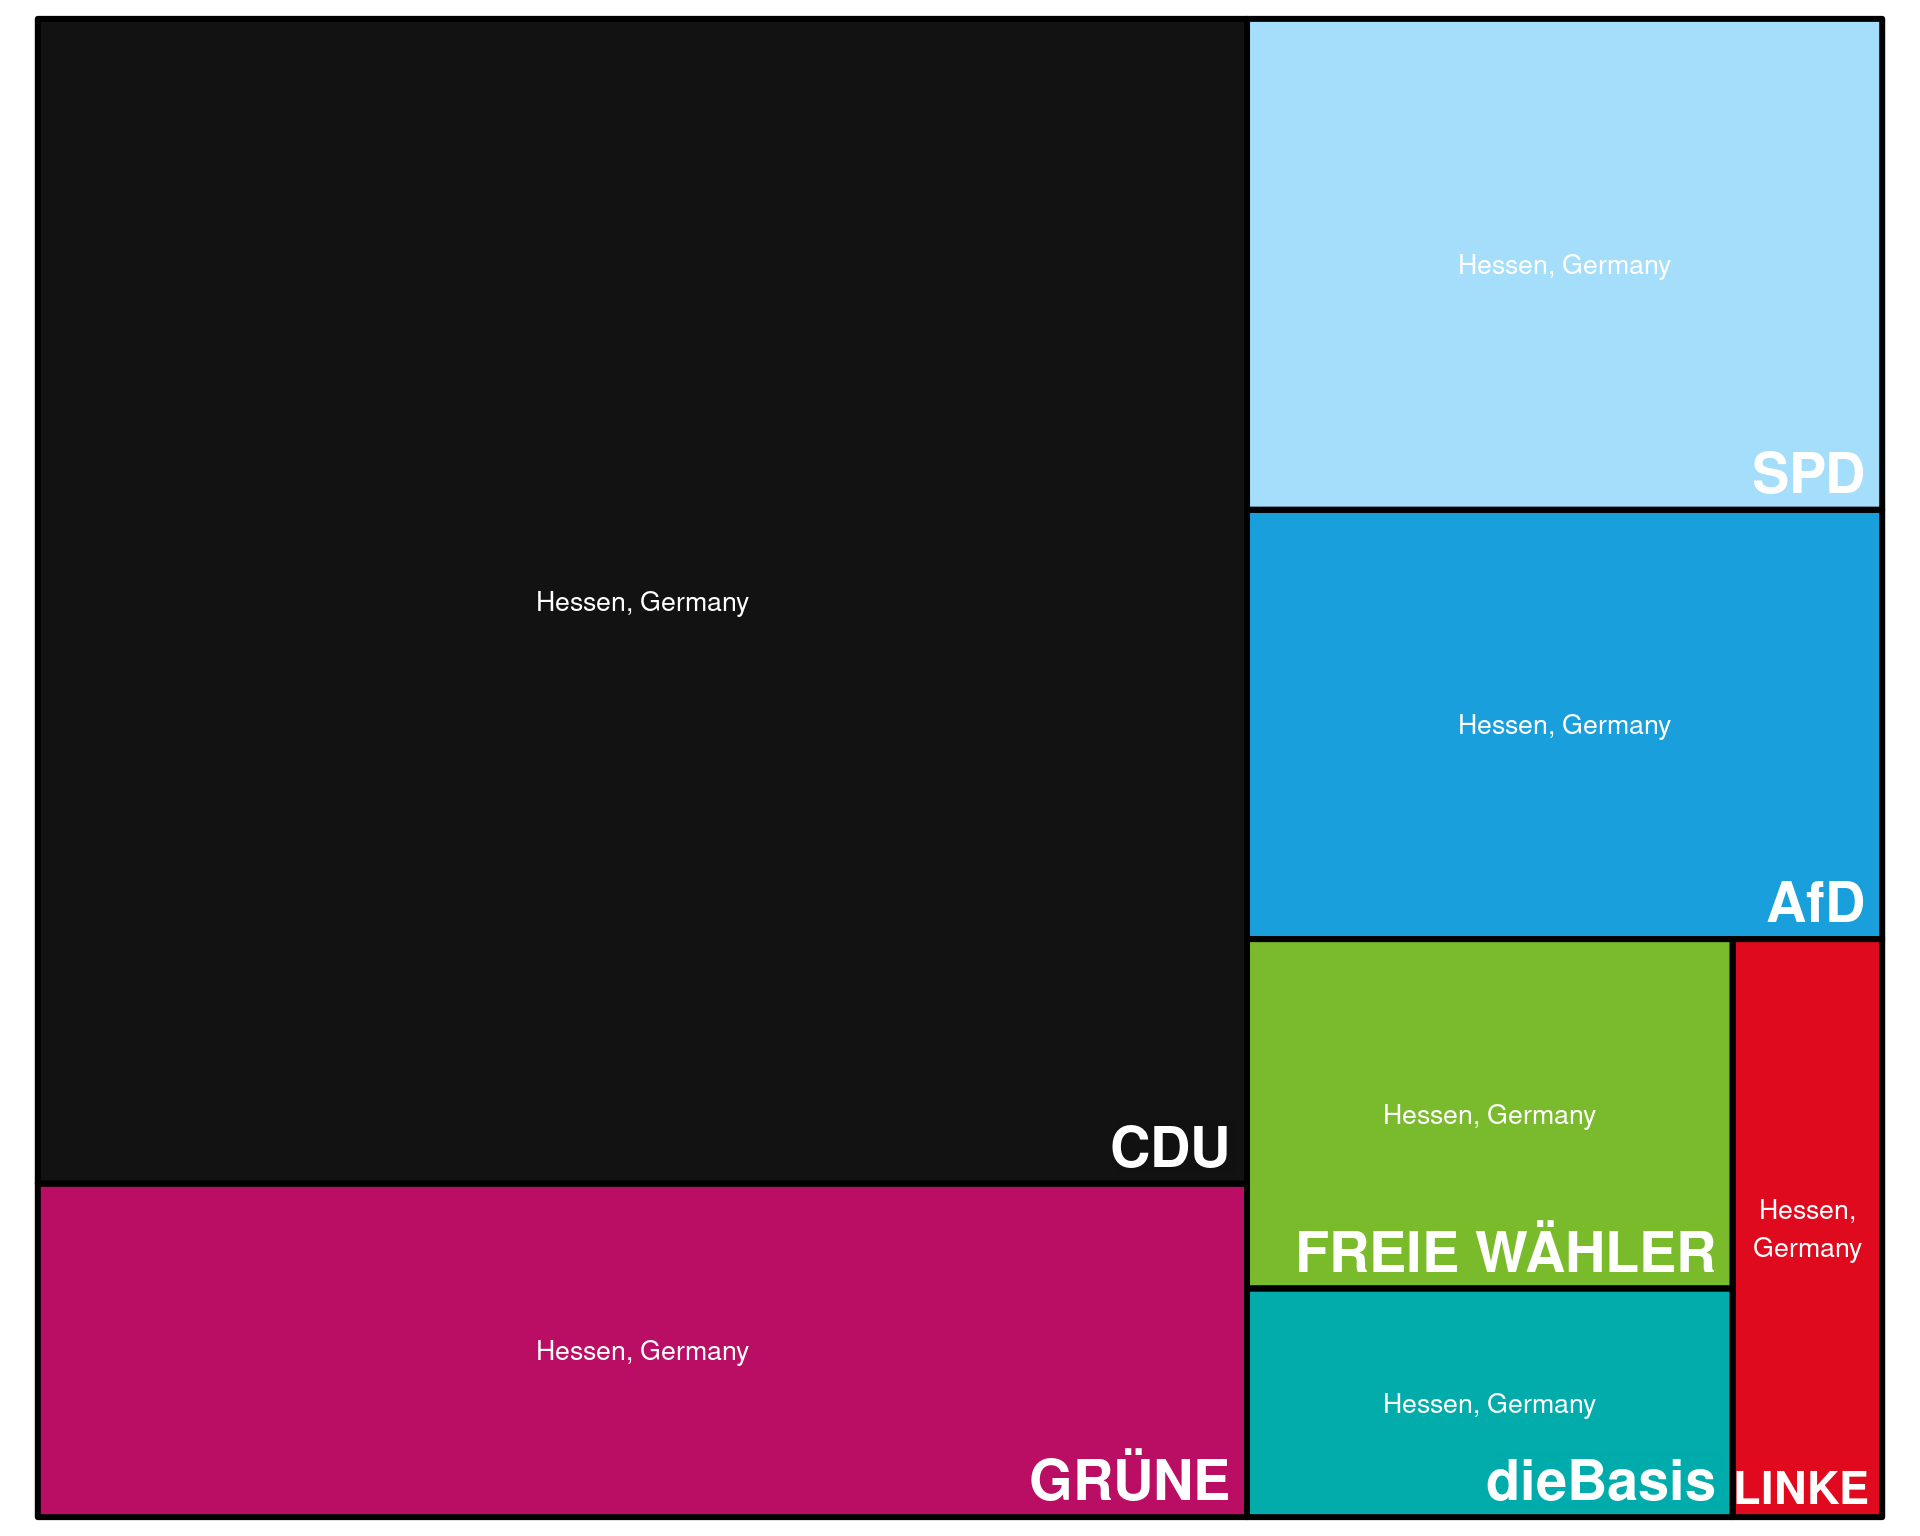 Hessen, Germany
CDU
Hessen, Germany
GRÜNE
Hessen, Germany
SPD
Hessen, Germany
AfD
Hessen, Germany
FREIE WÄHLER
Hessen, Germany
dieBasis
Hessen,
Germany
LINKE